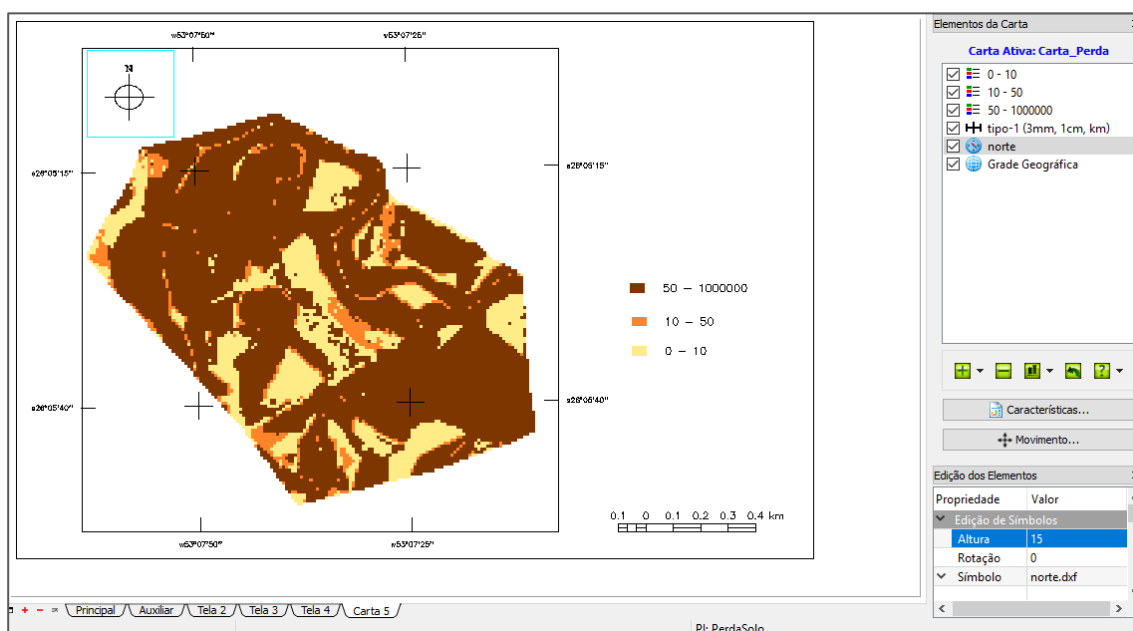 Elementos da Carta
Carta Ativa: Carta_Perda
0 - 10
10 - 50
50 - 1000000
tipo-1 (3mm, 1cm, km)
norte
Grade Geográfica
Características...
Movimento...
Edição dos Elementos
Propriedade Valor
Edição de Símbolos
Altura 15
Rotação 0
Símbolo norte.dxf
w53°07'50" w53°07'25"
N
s26°05'15" s26°05'15"
50 – 1000000
10 – 50
0 – 10
s26°05'40" s26°05'40"
0.1 0 0.1 0.2 0.3 0.4 km
w53°07'50" w53°07'25"
Principal Auxiliar Tela 2 Tela 3 Tela 4 Carta 5
PI: PerdaSolo